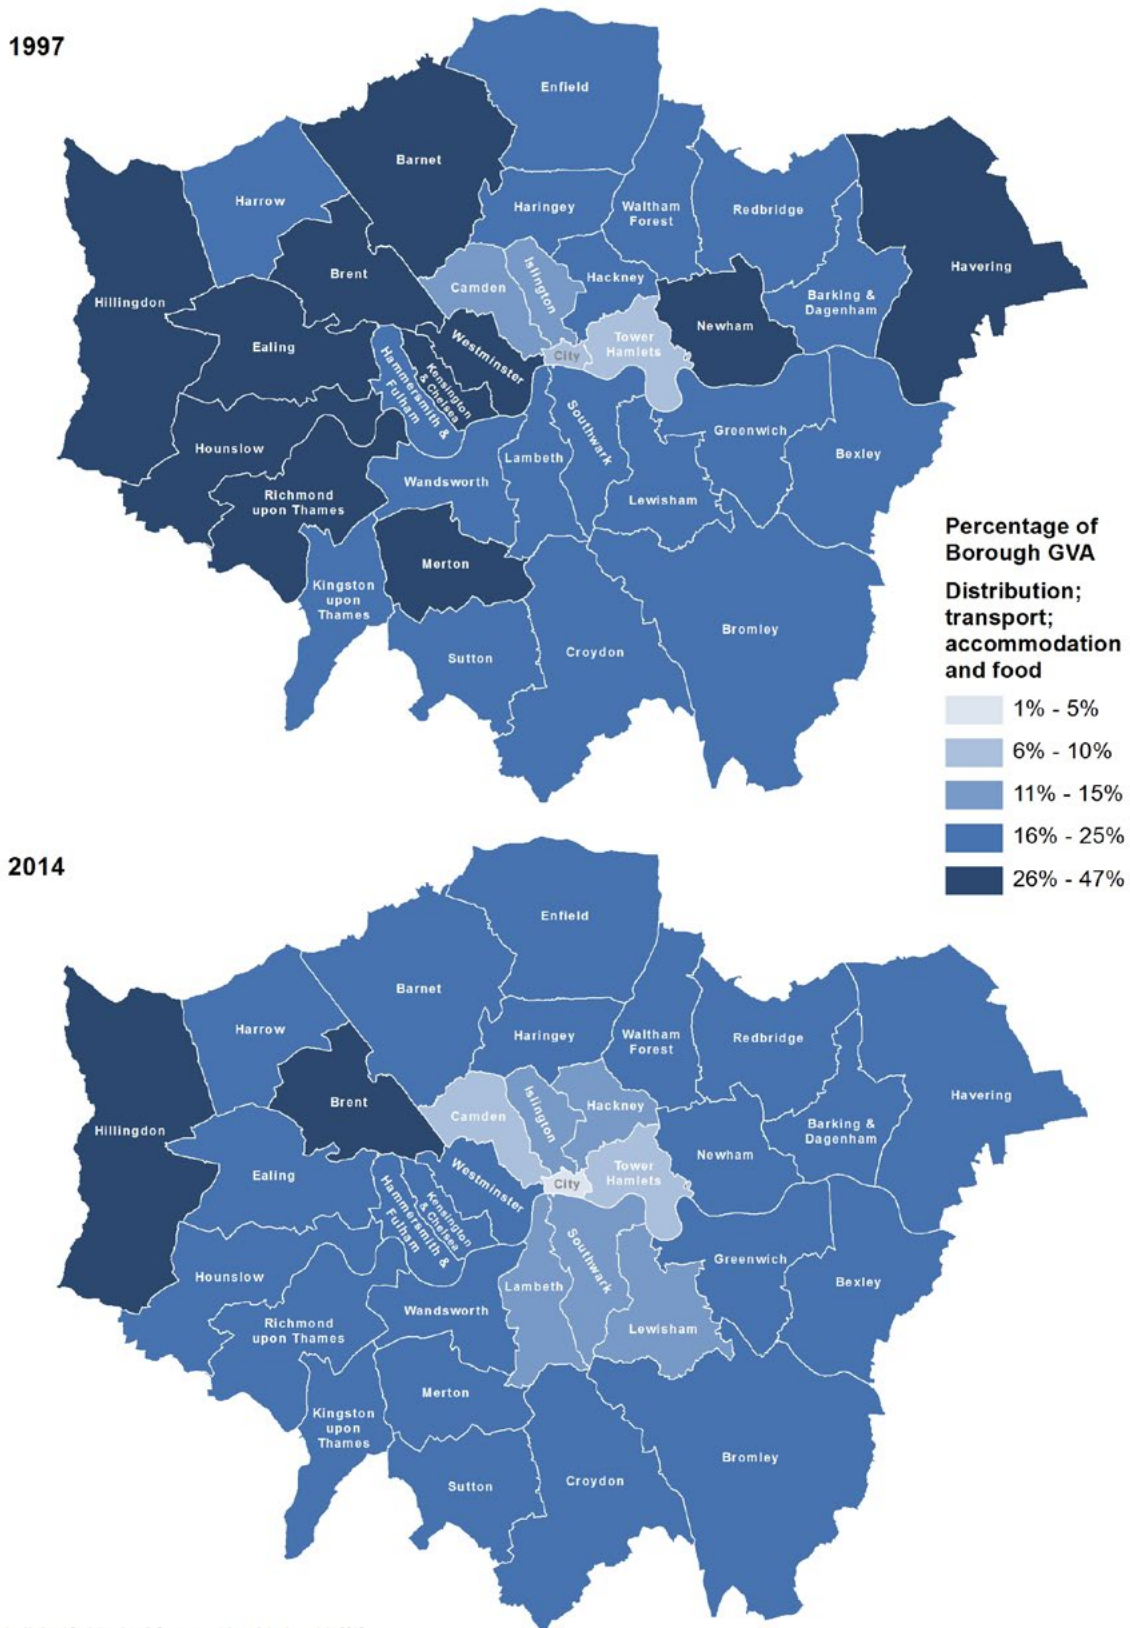 1997
Enfield
Barnet
Harrow
Haringey
Waltham
Forest
Redbridge
Havering
Hillingdon
Brent
Camden
Islington
Hackney
Barking &
Dagenham
Newham
Ealing
Tower
Hamlets
City
Westminster
Kensington
& Chelsea
Hammersmith &
Fulham
Hounslow
Southwark
Greenwich
Bexley
Lambeth
Wandsworth
Richmond
upon Thames
Lewisham
Merton
Kingston
upon
Thames
Sutton
Croydon
Bromley
Percentage of
Borough GVA
Distribution;
transport;
accommodation
and food
1% - 5%
6% - 10%
11% - 15%
16% - 25%
26% - 47%
2014
Enfield
Barnet
Harrow
Haringey
Waltham
Forest
Redbridge
Havering
Hillingdon
Brent
Camden
Islington
Hackney
Barking &
Dagenham
Newham
Ealing
Tower
Hamlets
City
Westminster
Kensington
& Chelsea
Hammersmith &
Fulham
Hounslow
Southwark
Greenwich
Bexley
Lambeth
Wandsworth
Richmond
upon Thames
Lewisham
Merton
Kingston
upon
Thames
Sutton
Croydon
Bromley